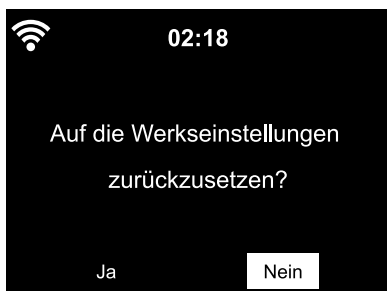 02:18
Auf die Werkseinstellungen
zurückzusetzen?
Ja Nein